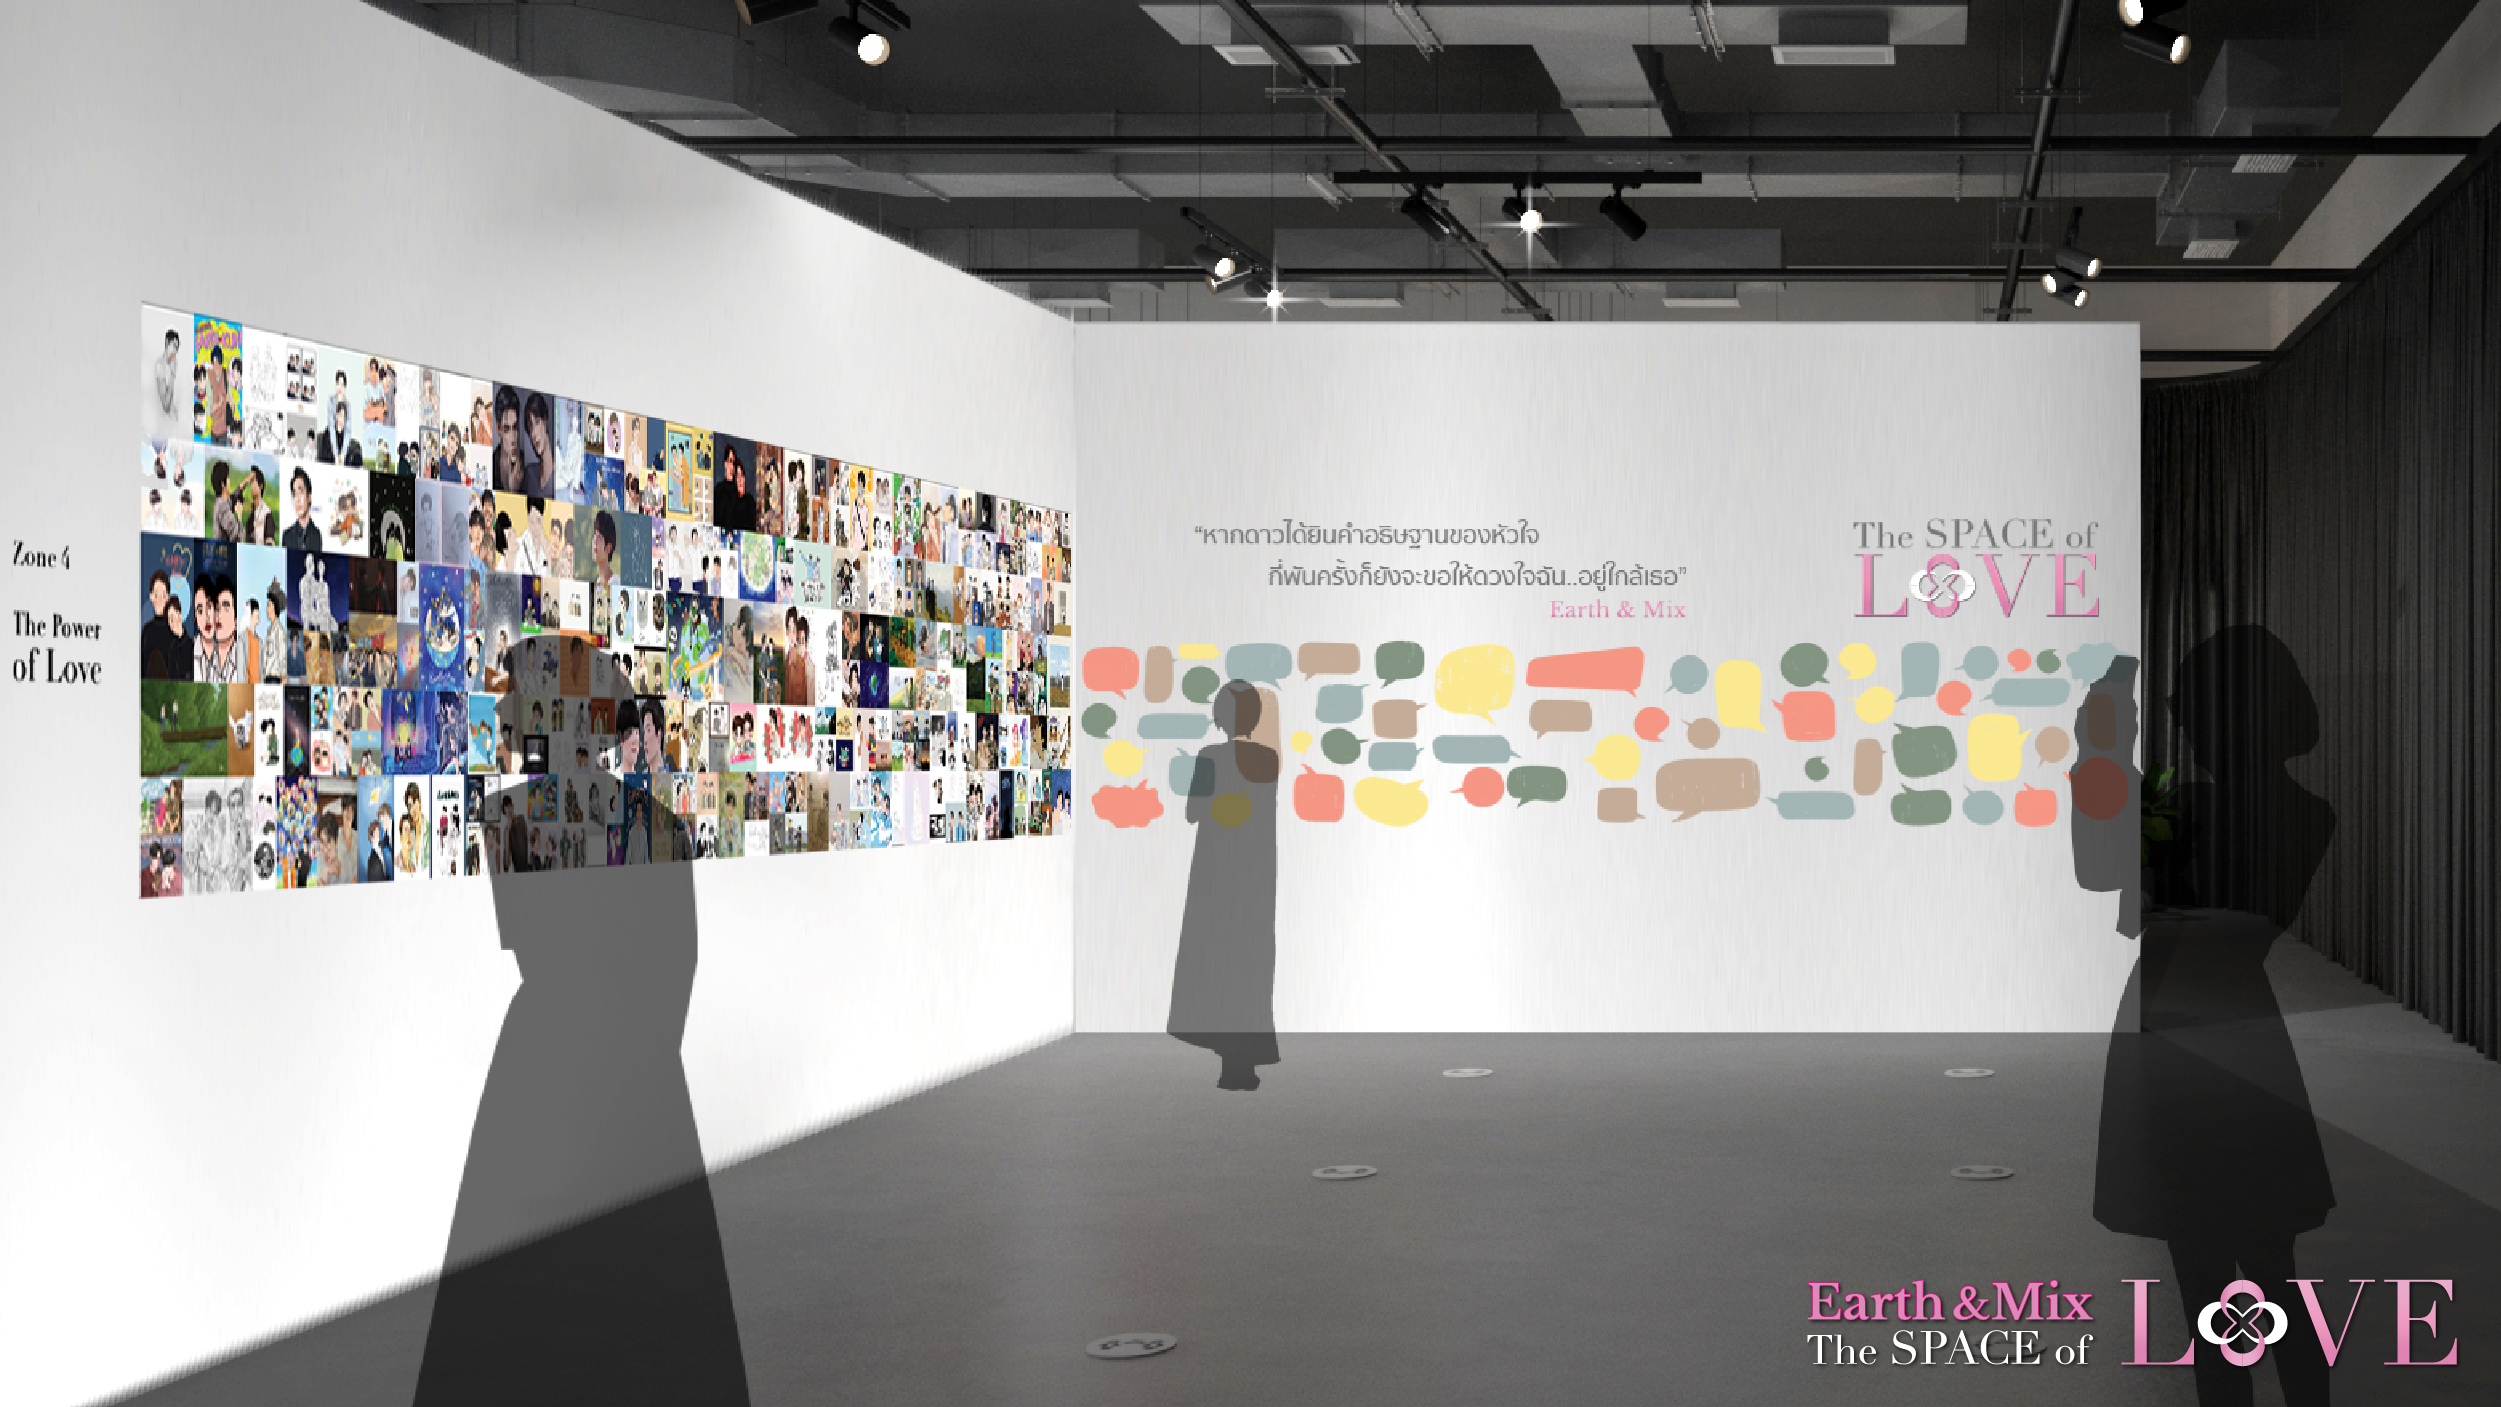 Zone 4
The Power
of Love
“หากดาวได้ยินคำอธิษฐานของหัวใจ
กี่พันครั้งก็ยังจะขอให้ดวงใจฉัน..อยู่ใกล้เธอ”
Earth & Mix
The SPACE of
LOVE
Earth & Mix
The SPACE of
LOVE